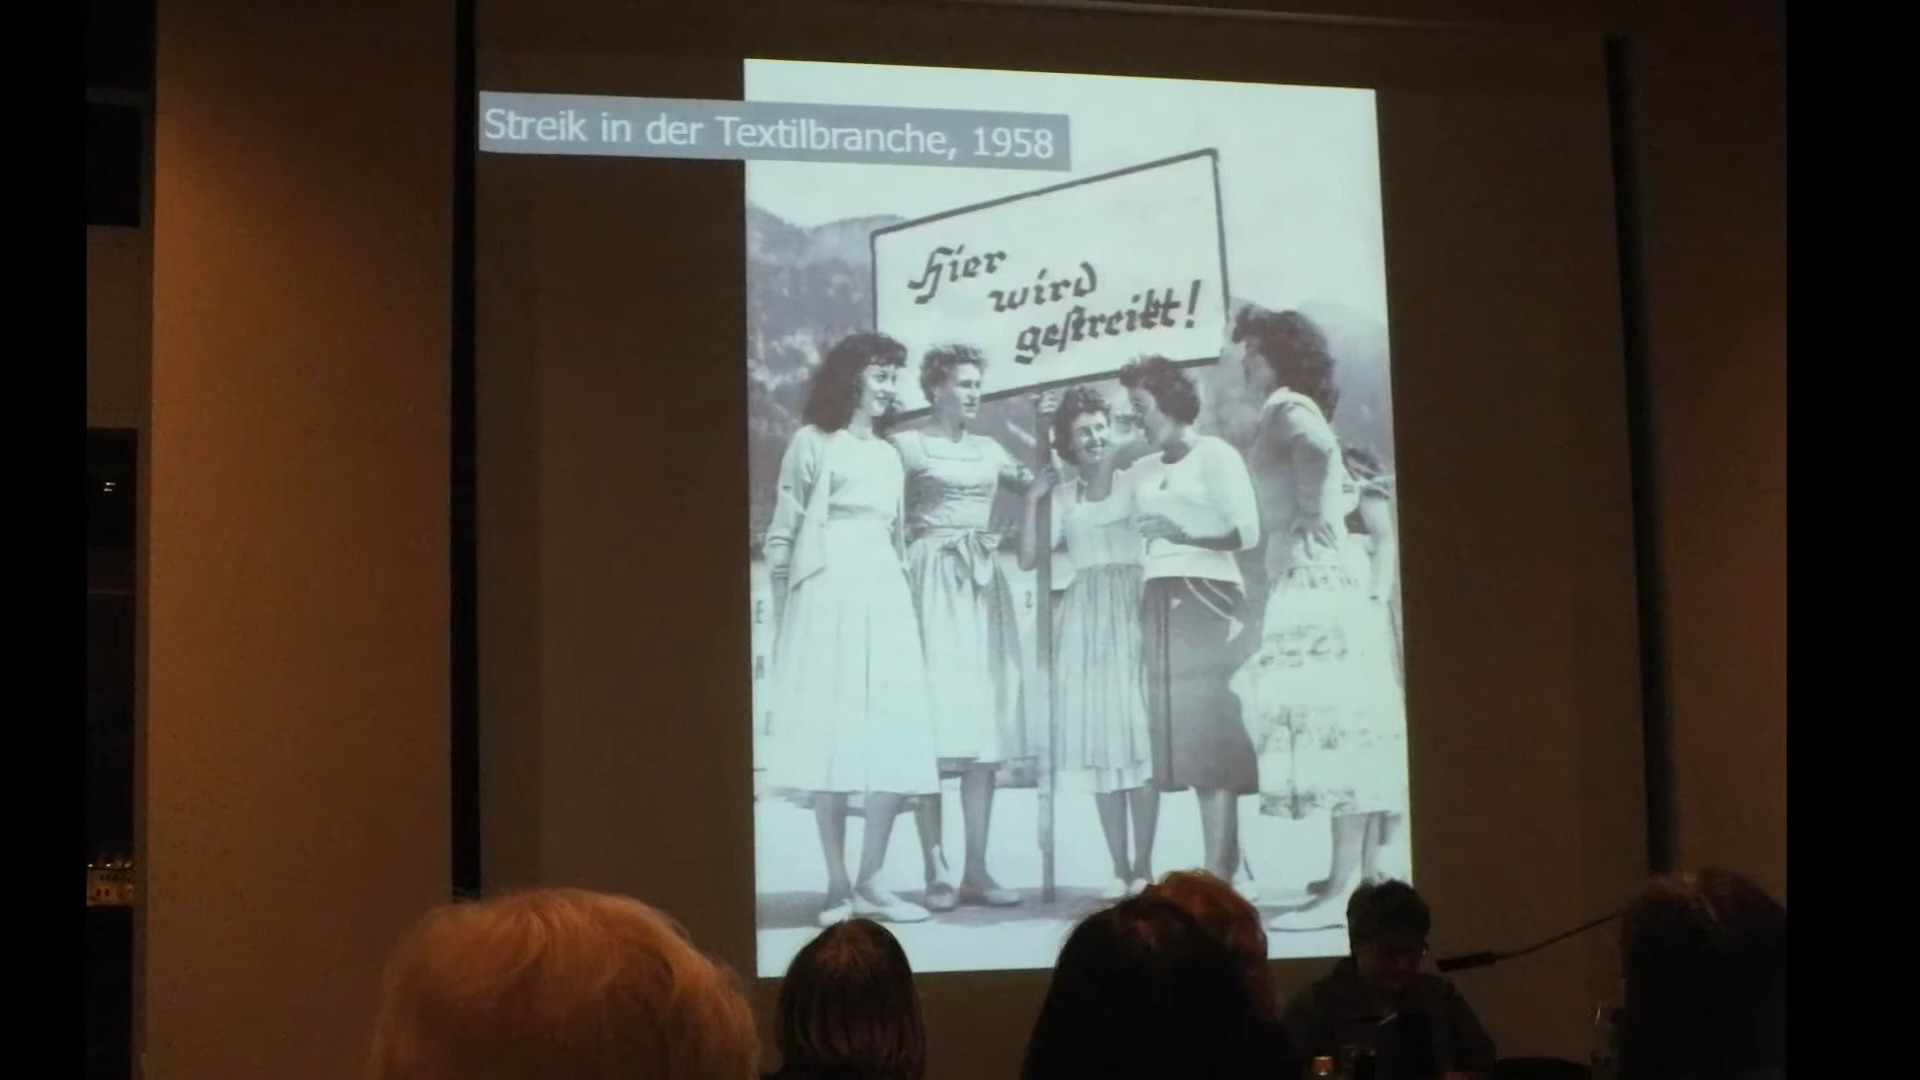 Streik in der Textilbranche, 1958
Hier
wird
gestreikt!